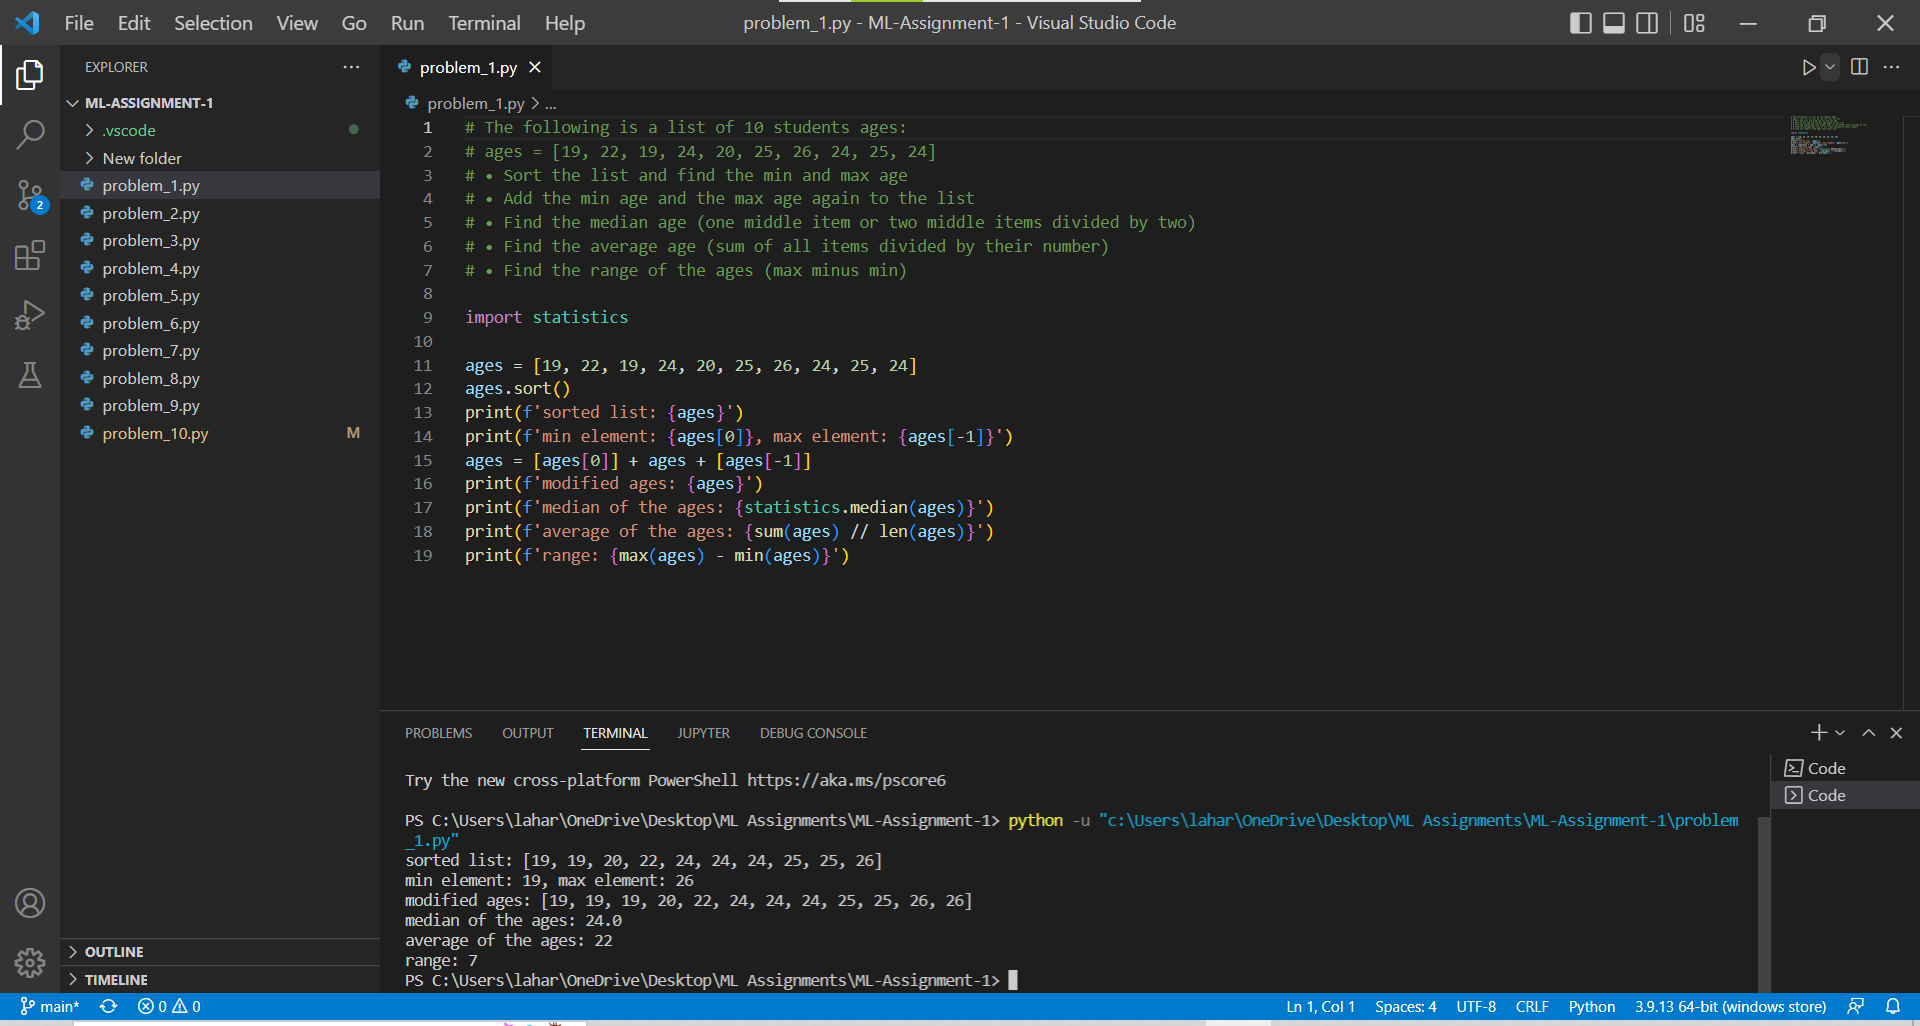 File Edit Selection View Go Run Terminal Help problem_1.py - ML-Assignment-1 - Visual Studio Code
EXPLORER
ML-ASSIGNMENT-1
.vscode
New folder
problem_1.py
problem_2.py
problem_3.py
problem_4.py
problem_5.py
problem_6.py
problem_7.py
problem_8.py
problem_9.py
problem_10.py M
2
OUTLINE
TIMELINE
problem_1.py
problem_1.py > ...
1 # The following is a list of 10 students ages:
2 # ages = [19, 22, 19, 24, 20, 25, 26, 24, 25, 24]
3 # • Sort the list and find the min and max age
4 # • Add the min age and the max age again to the list
5 # • Find the median age (one middle item or two middle items divided by two)
6 # • Find the average age (sum of all items divided by their number)
7 # • Find the range of the ages (max minus min)
8
9 import statistics
10
11 ages = [19, 22, 19, 24, 20, 25, 26, 24, 25, 24]
12 ages.sort()
13 print(f'sorted list: {ages}')
14 print(f'min element: {ages[0]}, max element: {ages[-1]}')
15 ages = [ages[0]] + ages + [ages[-1]]
16 print(f'modified ages: {ages}')
17 print(f'median of the ages: {statistics.median(ages)}')
18 print(f'average of the ages: {sum(ages) // len(ages)}')
19 print(f'range: {max(ages) - min(ages)}')
PROBLEMS OUTPUT TERMINAL JUPYTER DEBUG CONSOLE
Try the new cross-platform PowerShell https://aka.ms/pscore6
PS C:\Users\lahar\OneDrive\Desktop\ML Assignments\ML-Assignment-1> python -u "c:\Users\lahar\OneDrive\Desktop\ML Assignments\ML-Assignment-1\problem
_1.py"
sorted list: [19, 19, 20, 22, 24, 24, 24, 25, 25, 26]
min element: 19, max element: 26
modified ages: [19, 19, 19, 20, 22, 24, 24, 24, 25, 25, 26, 26]
median of the ages: 24.0
average of the ages: 22
range: 7
PS C:\Users\lahar\OneDrive\Desktop\ML Assignments\ML-Assignment-1>
Code
Code
main* 0 0 Ln 1, Col 1 Spaces: 4 UTF-8 CRLF Python 3.9.13 64-bit (windows store)